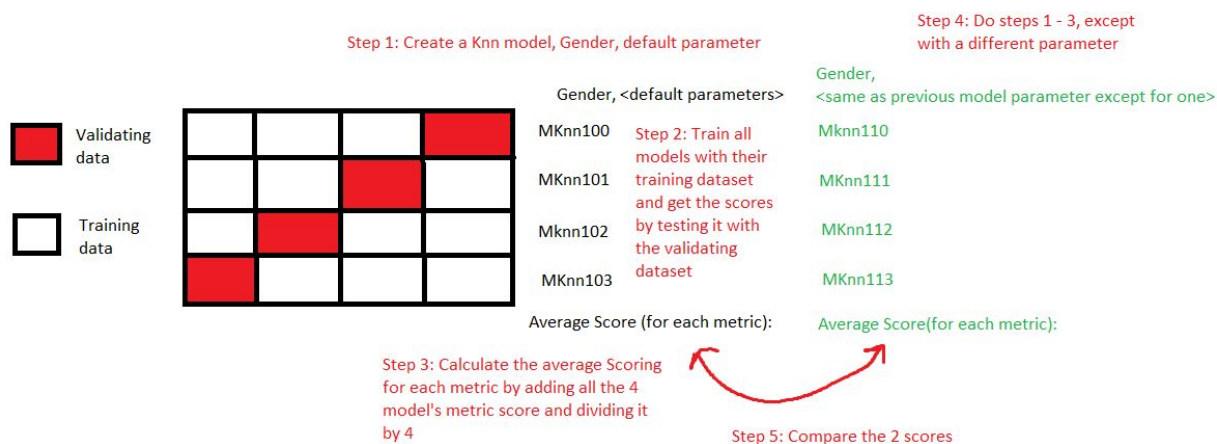 Step 1: Create a Knn model, Gender, default parameter
Step 4: Do steps 1 - 3, except
with a different parameter
Gender, <default parameters>
Gender,
<same as previous model parameter except for one>
Validating
data
Training
data
MKnn100
MKnn101
Mknn102
MKnn103
Step 2: Train all
models with their
training dataset
and get the scores
by testing it with
the validating
dataset
Mknn110
MKnn111
MKnn112
MKnn113
Average Score (for each metric):
Average Score(for each metric):
Step 3: Calculate the average Scoring
for each metric by adding all the 4
model's metric score and dividing it
by 4
Step 5: Compare the 2 scores